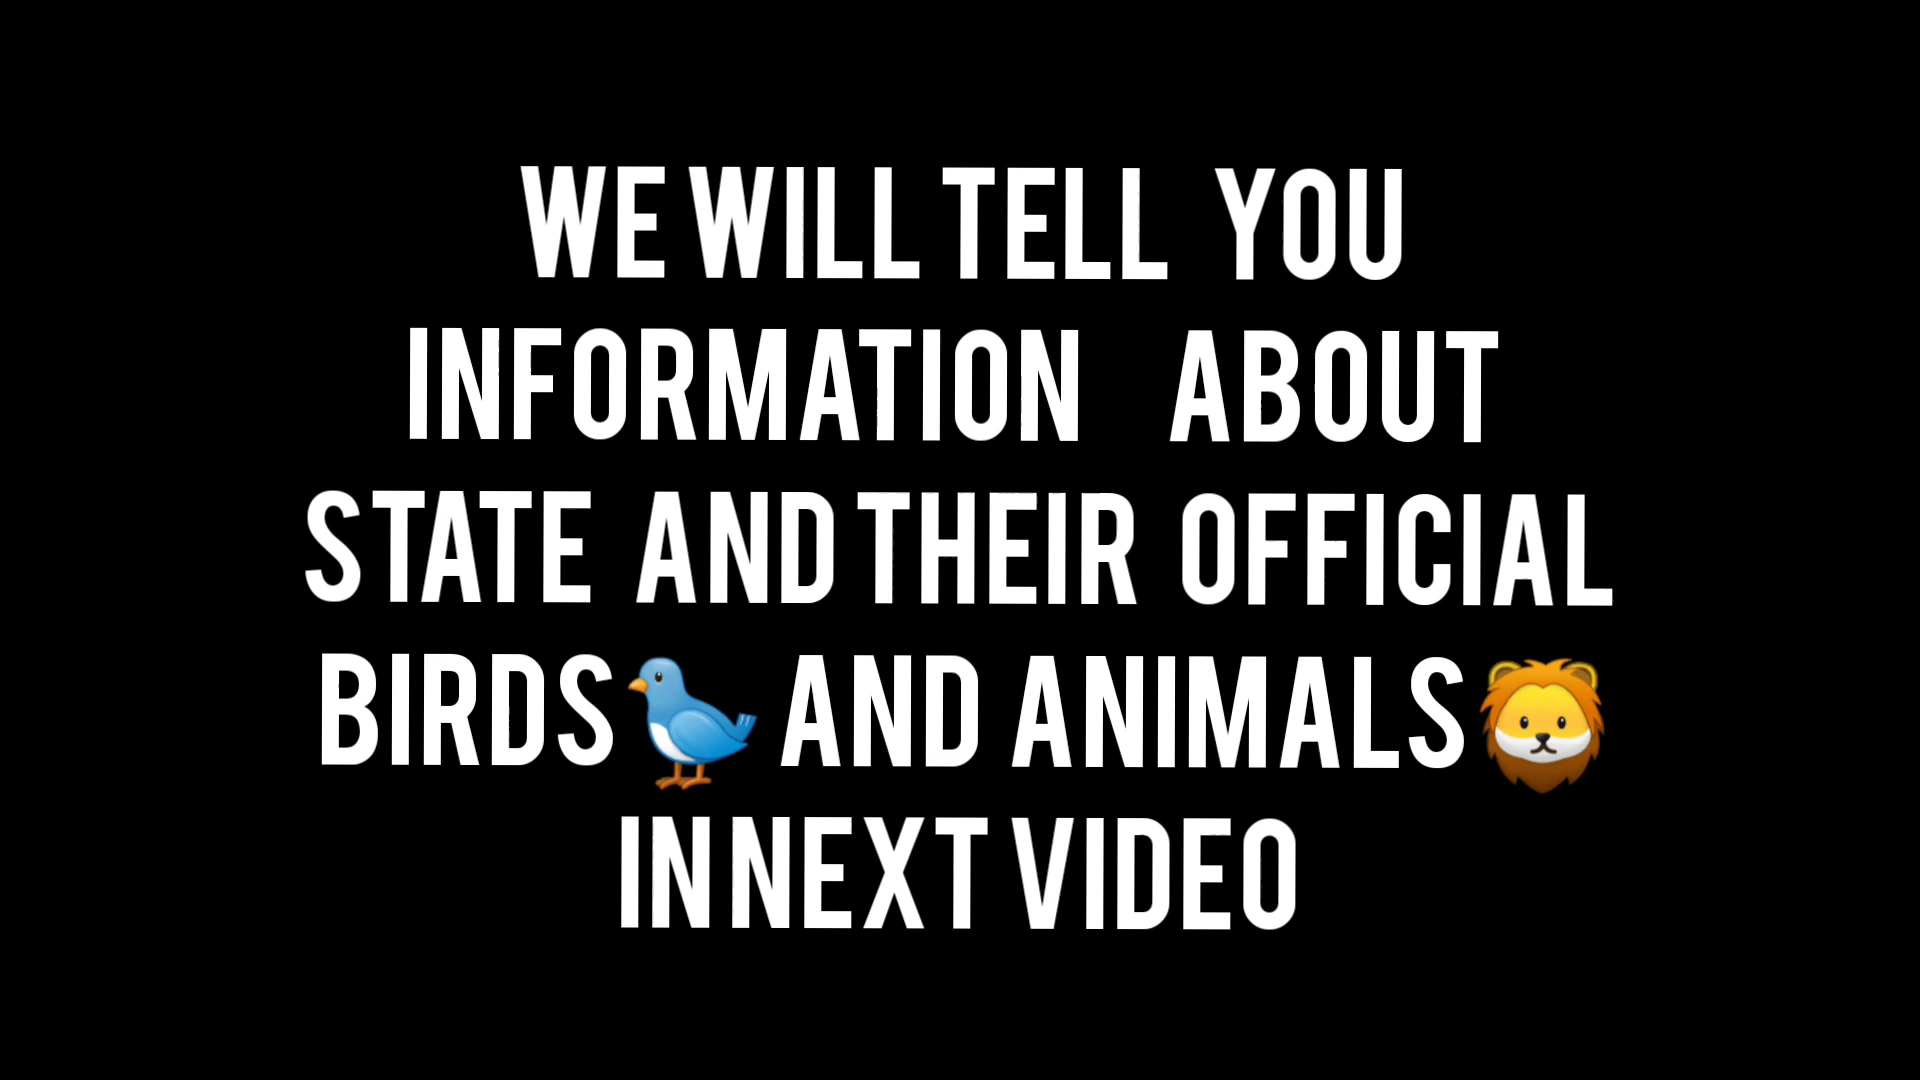 WE WILL TELL YOU
INFORMATION ABOUT
STATE AND THEIR OFFICIAL
BIRDS🐦 AND ANIMALS🦁
IN NEXT VIDEO